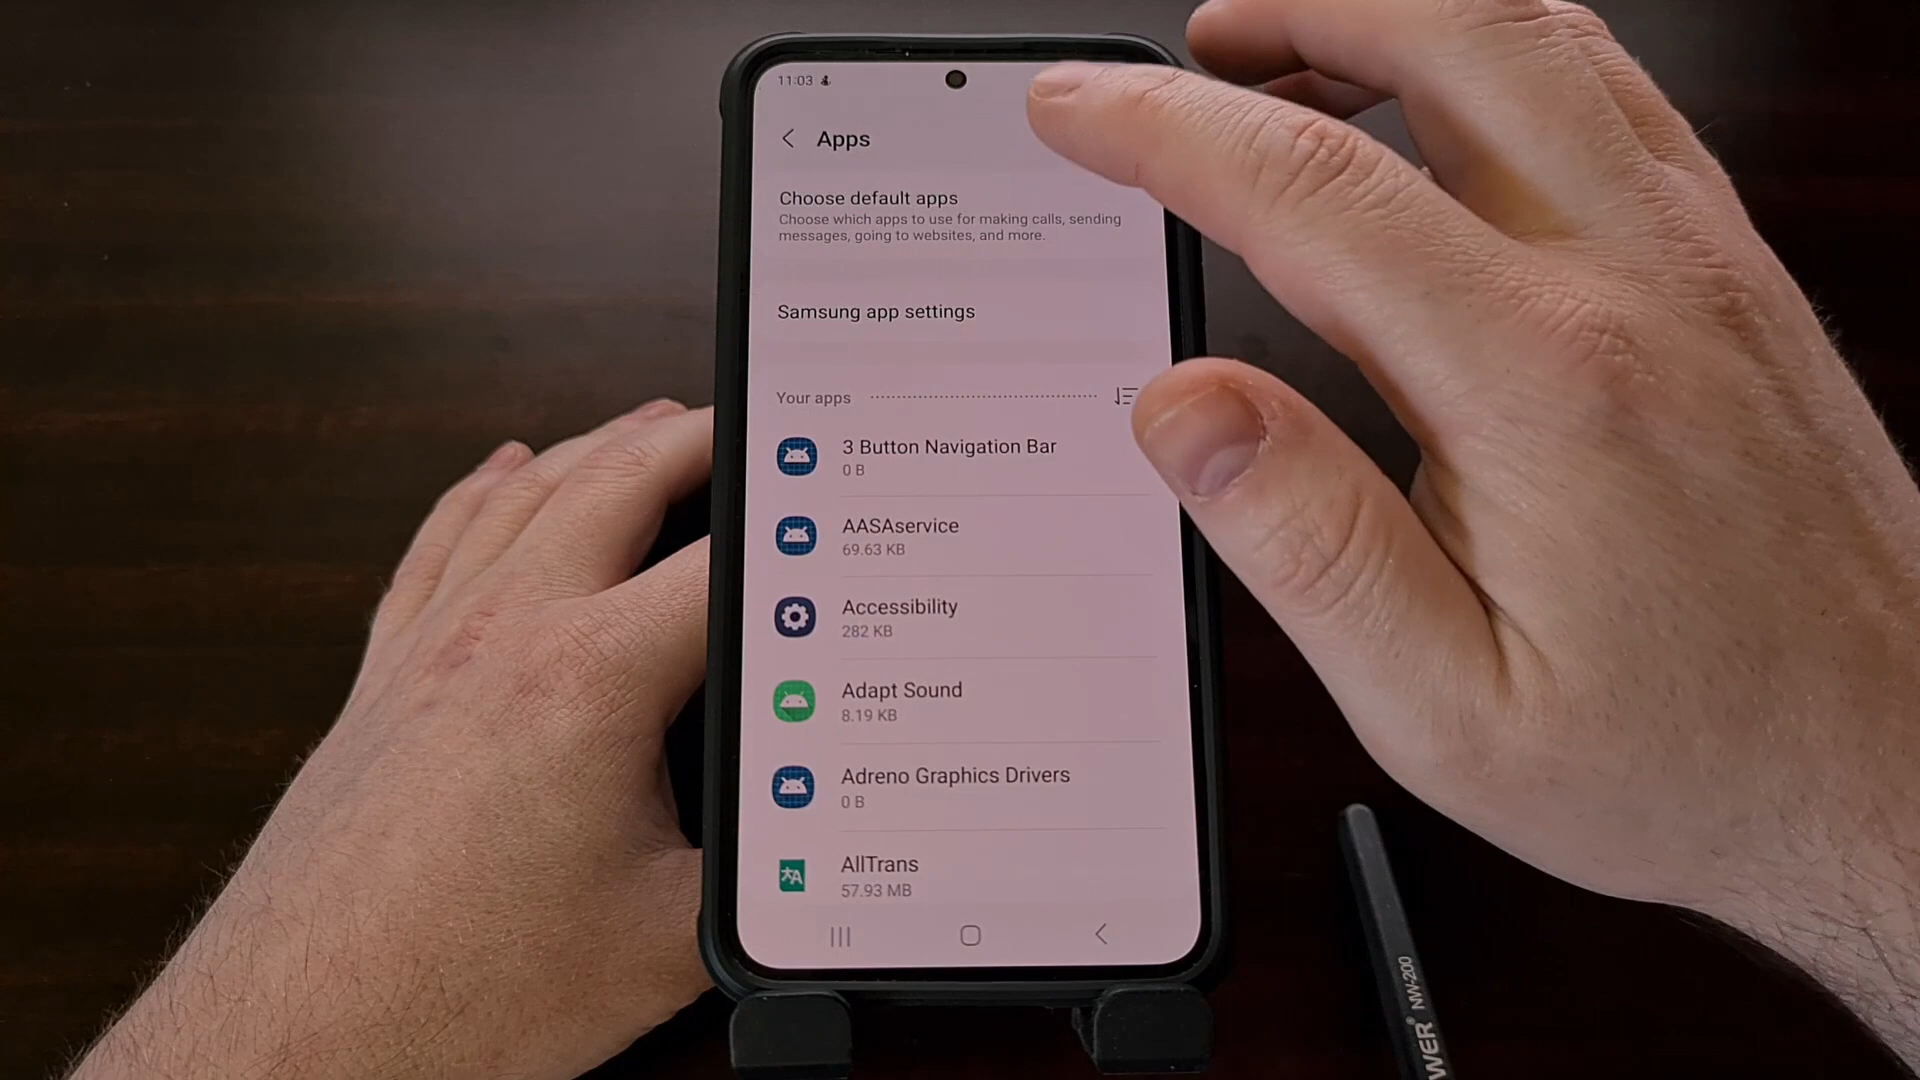 11:03
Apps
Choose default apps
Choose which apps to use for making calls, sending
messages, going to websites, and more.
Samsung app settings
Your apps
3 Button Navigation Bar
0 B
AASAservice
69.63 KB
Accessibility
282 KB
Adapt Sound
8.19 KB
Adreno Graphics Drivers
0 B
AllTrans
57.93 MB
WER® NW-200